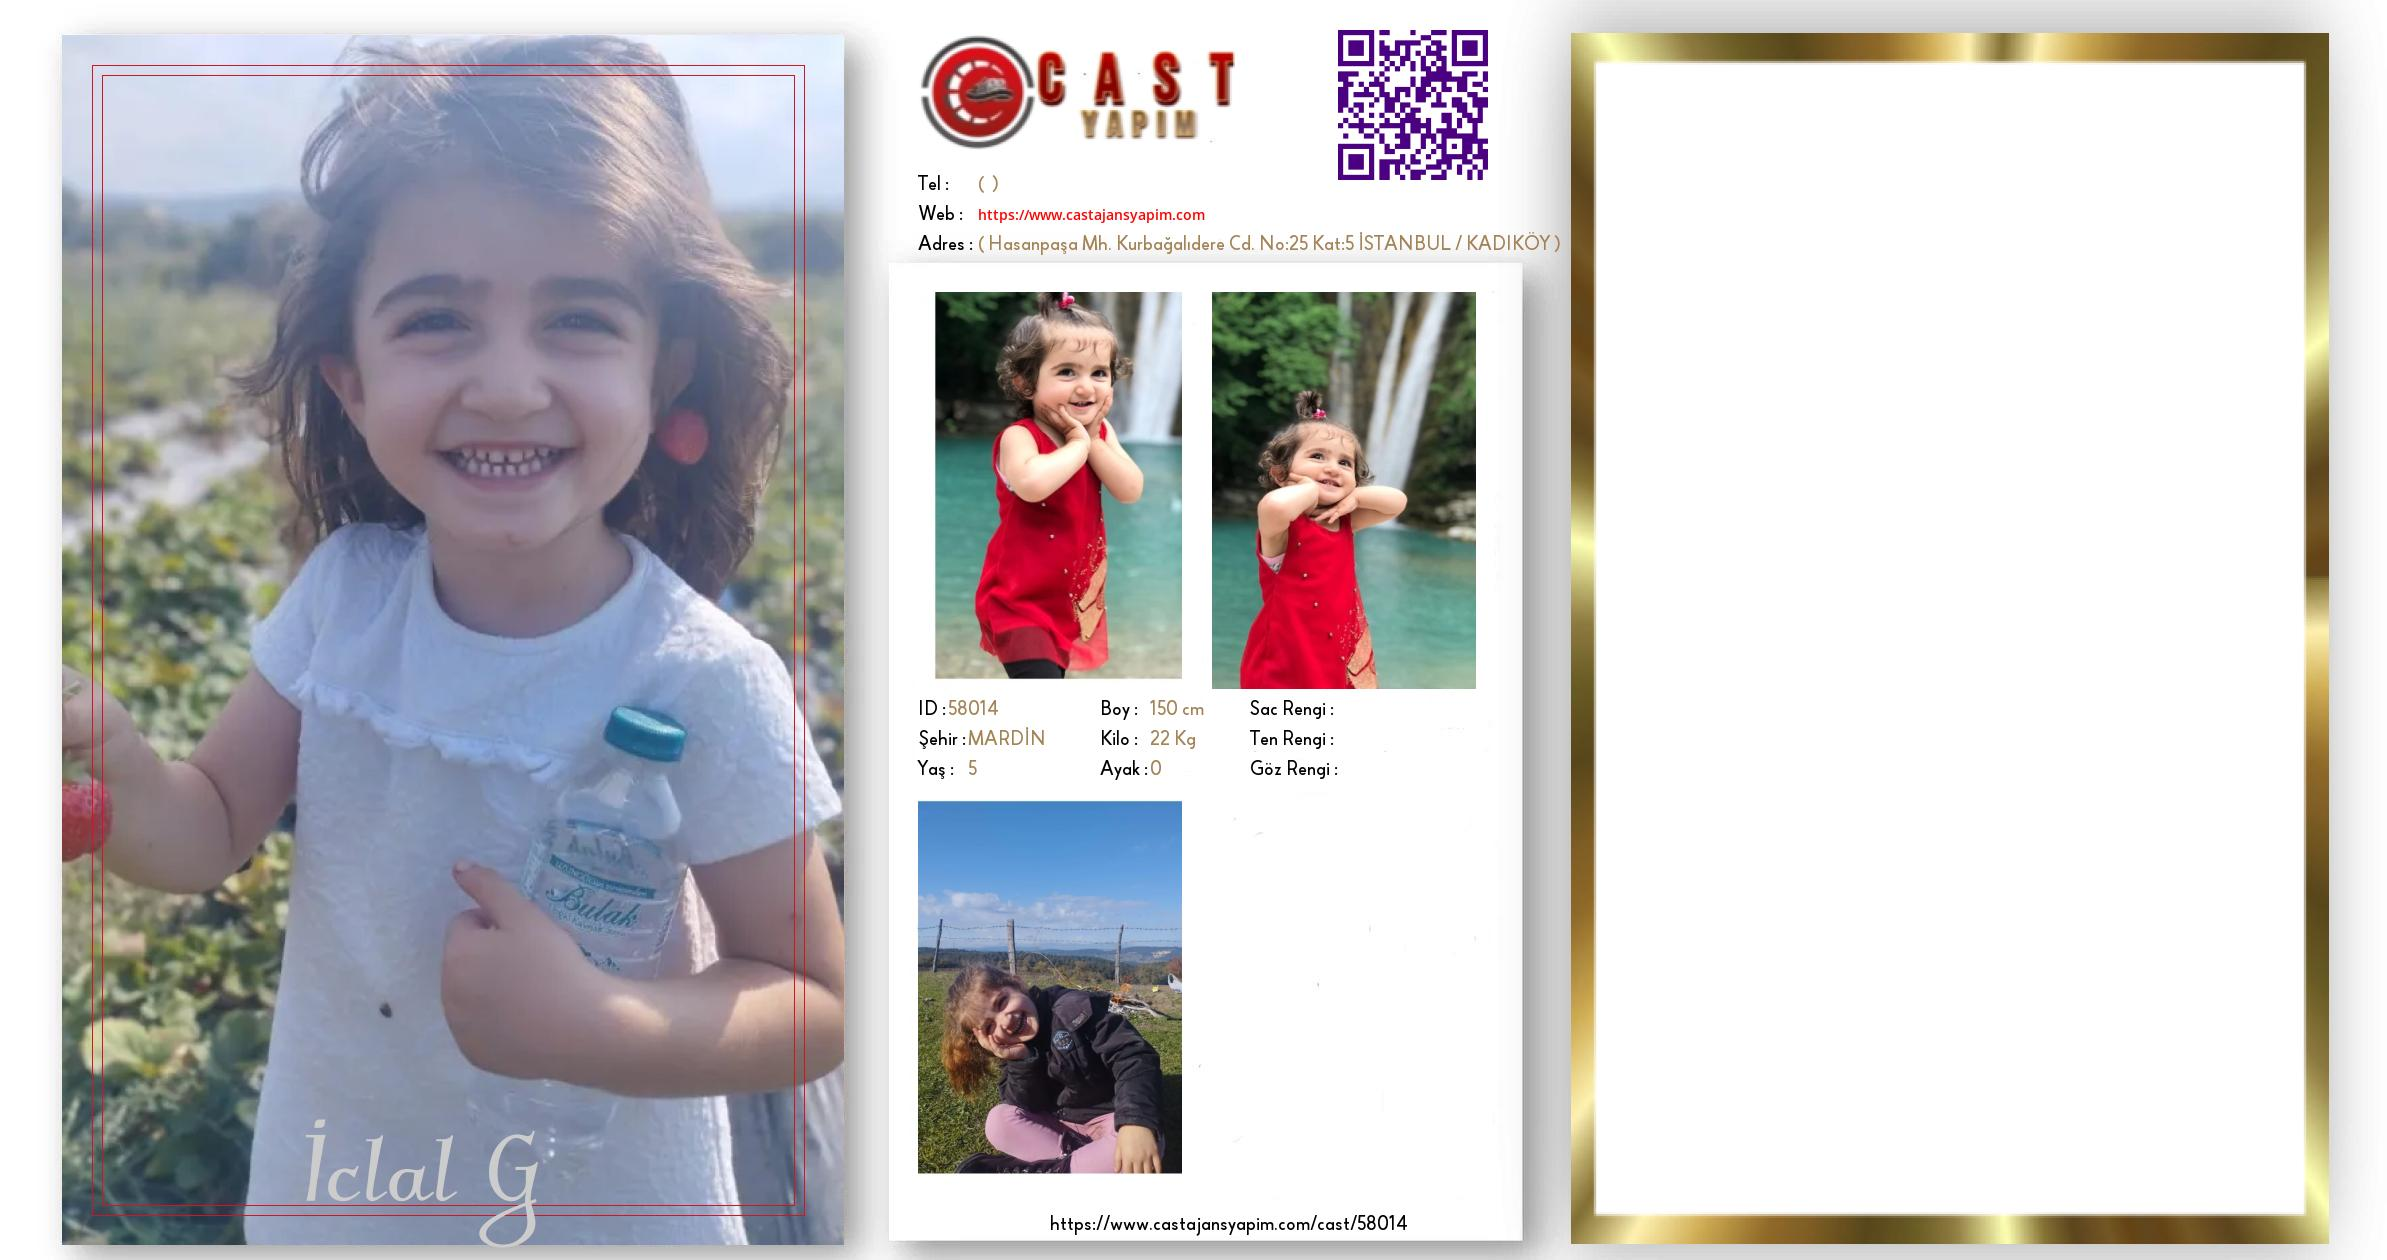 İclal G
Bulak
CAST
YAPIM
Tel : ( )
Web : https://www.castajansyapim.com
Adres : ( Hasanpaşa Mh. Kurbağalıdere Cd. No:25 Kat:5 İSTANBUL / KADIKÖY )
ID : 58014 Boy : 150 cm Sac Rengi :
Şehir : MARDİN Kilo : 22 Kg Ten Rengi :
Yaş : 5 Ayak : 0 Göz Rengi :
https://www.castajansyapim.com/cast/58014